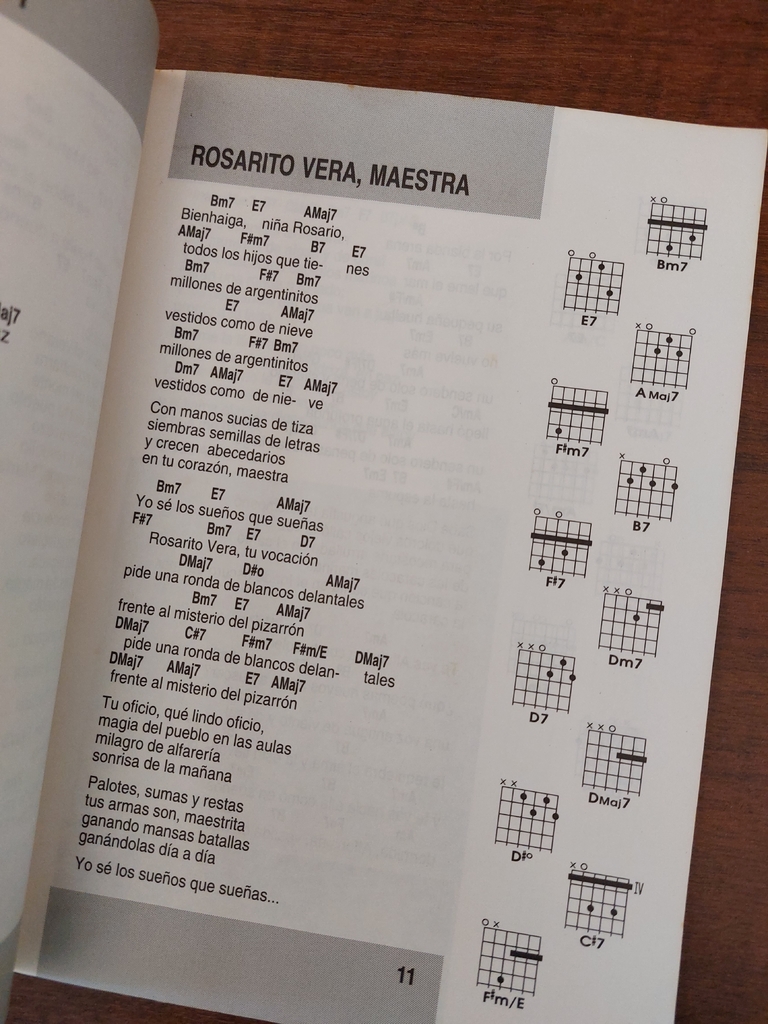 ROSARITO VERA, MAESTRA
Bm7 E7 AMaj7
Bienhaiga, niña Rosario,
AMaj7 F#m7 B7 E7
todos los hijos que tie- nes
Bm7 F#7 Bm7
millones de argentinitos
E7 AMaj7
vestidos como de nieve
Bm7 F#7 Bm7
millones de argentinitos
Dm7 AMaj7 E7 AMaj7
vestidos como de nie- ve
Con manos sucias de tiza
siembras semillas de letras
y crecen abecedarios
en tu corazón, maestra
Bm7 E7 AMaj7
Yo sé los sueños que sueñas
F#7 Bm7 E7 D7
Rosarito Vera, tu vocación
DMaj7 D#o AMaj7
pide una ronda de blancos delantales
Bm7 E7 AMaj7
frente al misterio del pizarrón
DMaj7 C#7 F#m7 F#m/E DMaj7
pide una ronda de blancos delan- tales
DMaj7 AMaj7 E7 AMaj7
frente al misterio del pizarrón
Tu oficio, qué lindo oficio,
magia del pueblo en las aulas
milagro de alfarería
sonrisa de la mañana
Palotes, sumas y restas
tus armas son, maestrita
ganando mansas batallas
ganándolas día a día
Yo sé los sueños que sueñas...
11
Bm7
E7
A Maj7
F#m7
B7
F#7
Dm7
D7
DMaj7
D#o
IV
C#7
F#m/E